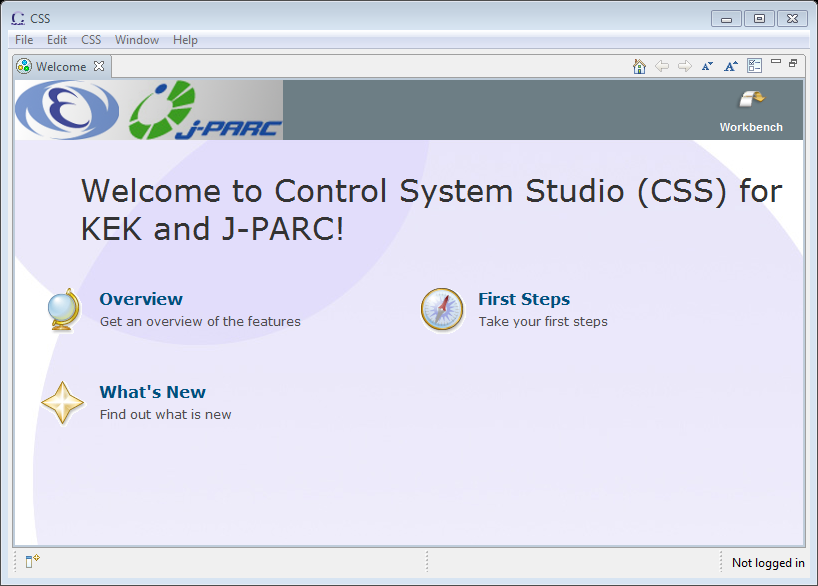 CSS
File Edit CSS Window Help
Welcome
J-PARC
Workbench
Welcome to Control System Studio (CSS) for
KEK and J-PARC!
Overview
Get an overview of the features
First Steps
Take your first steps
What's New
Find out what is new
Not logged in